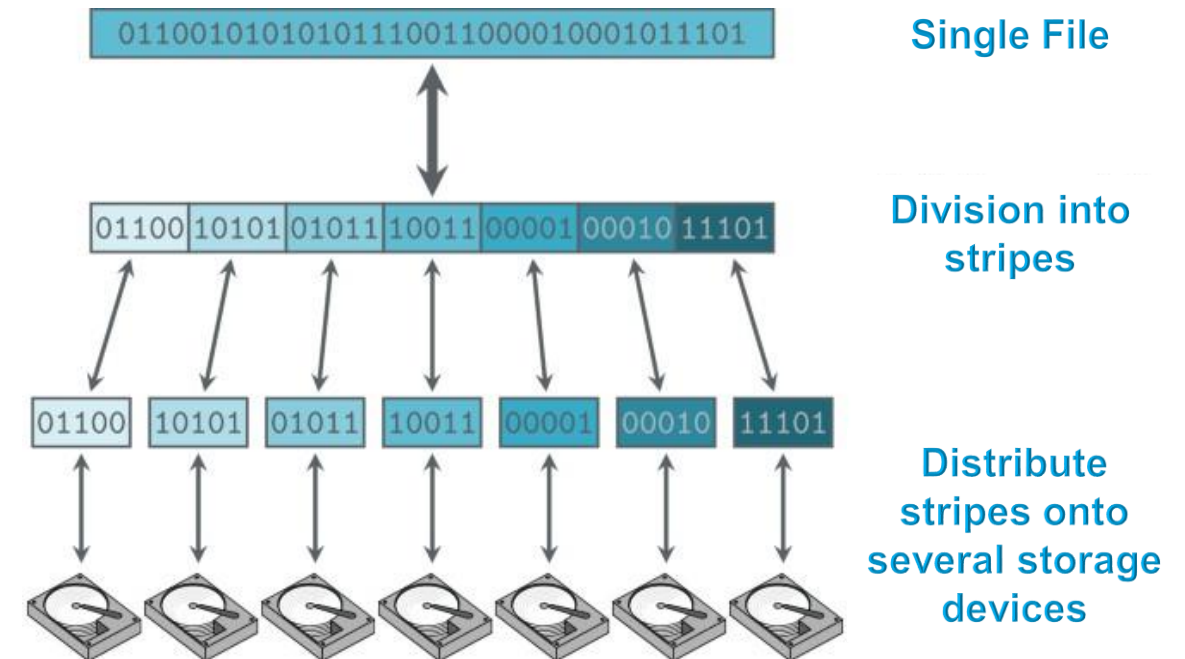 01100101010101110011000010001011101
Single File
01100 10101 01011 10011 00001 00010 11101
Division into
stripes
01100 10101 01011 10011 00001 00010 11101
Distribute
stripes onto
several storage
devices